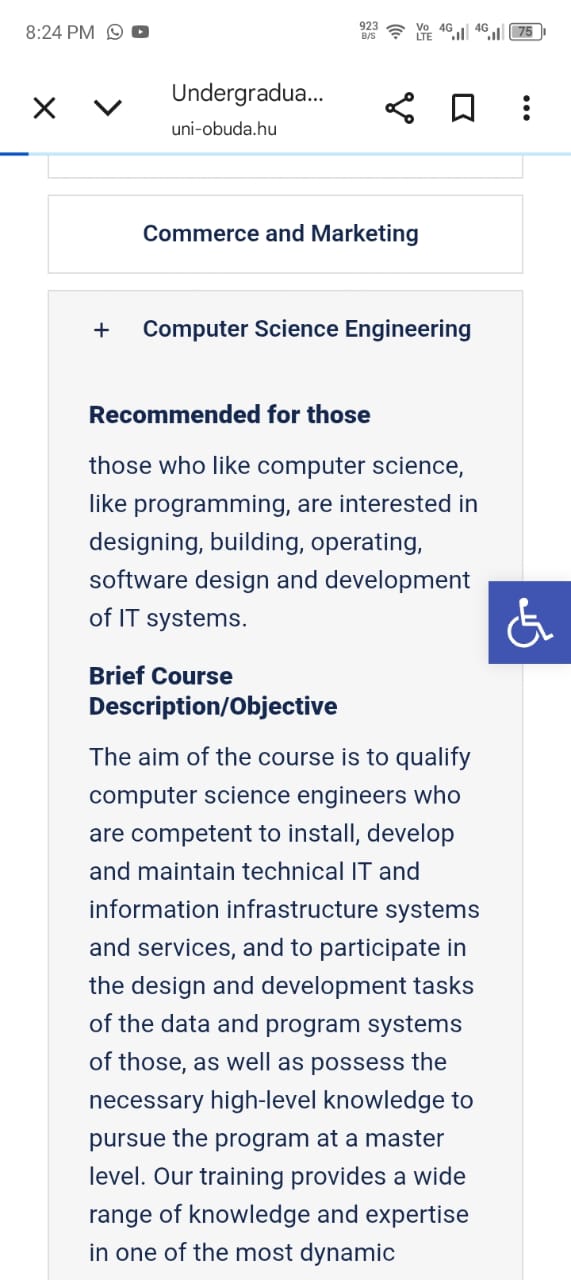 8:24 PM
923 B/S Vo LTE 4G 4G 75
Undergradua...
uni-obuda.hu
Commerce and Marketing
+ Computer Science Engineering
Recommended for those
those who like computer science,
like programming, are interested in
designing, building, operating,
software design and development
of IT systems.
Brief Course
Description/Objective
The aim of the course is to qualify
computer science engineers who
are competent to install, develop
and maintain technical IT and
information infrastructure systems
and services, and to participate in
the design and development tasks
of the data and program systems
of those, as well as possess the
necessary high-level knowledge to
pursue the program at a master
level. Our training provides a wide
range of knowledge and expertise
in one of the most dynamic